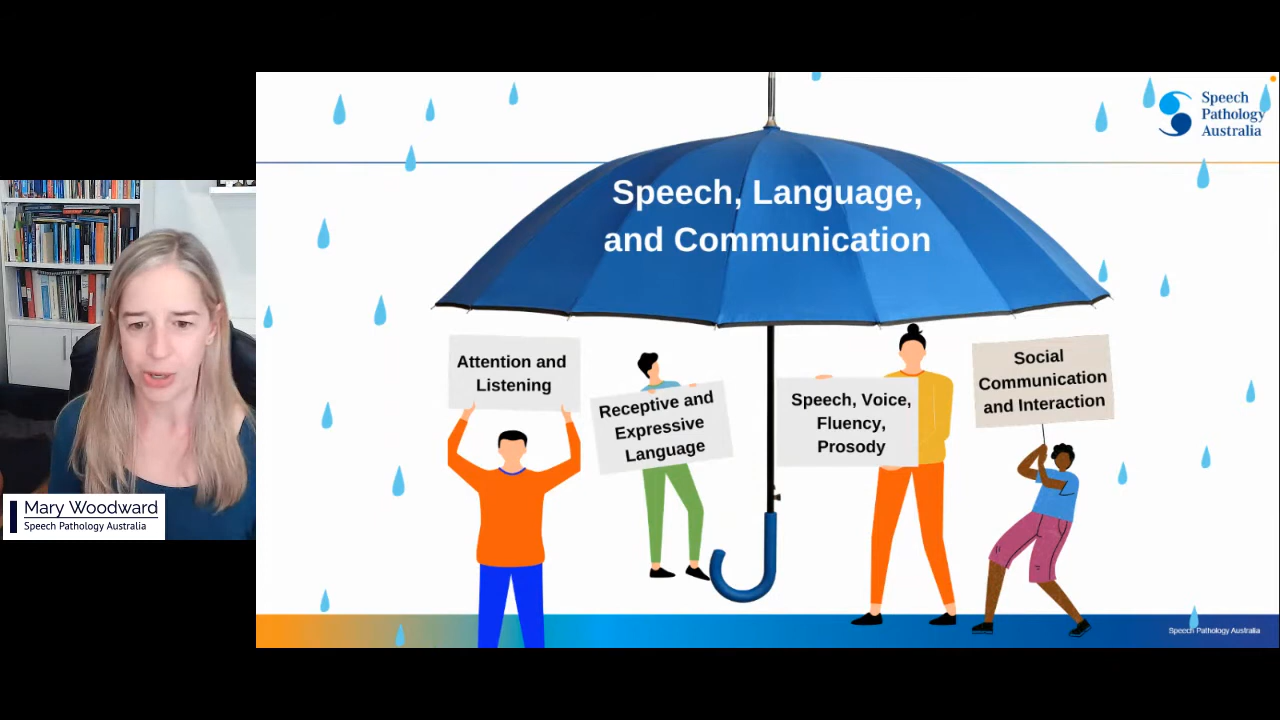 Speech
Pathology
Australia
Speech, Language,
and Communication
Attention and
Listening
Receptive and
Expressive
Language
Speech, Voice,
Fluency,
Prosody
Social
Communication
and Interaction
Mary Woodward
Speech Pathology Australia
Speech Pathology Australia